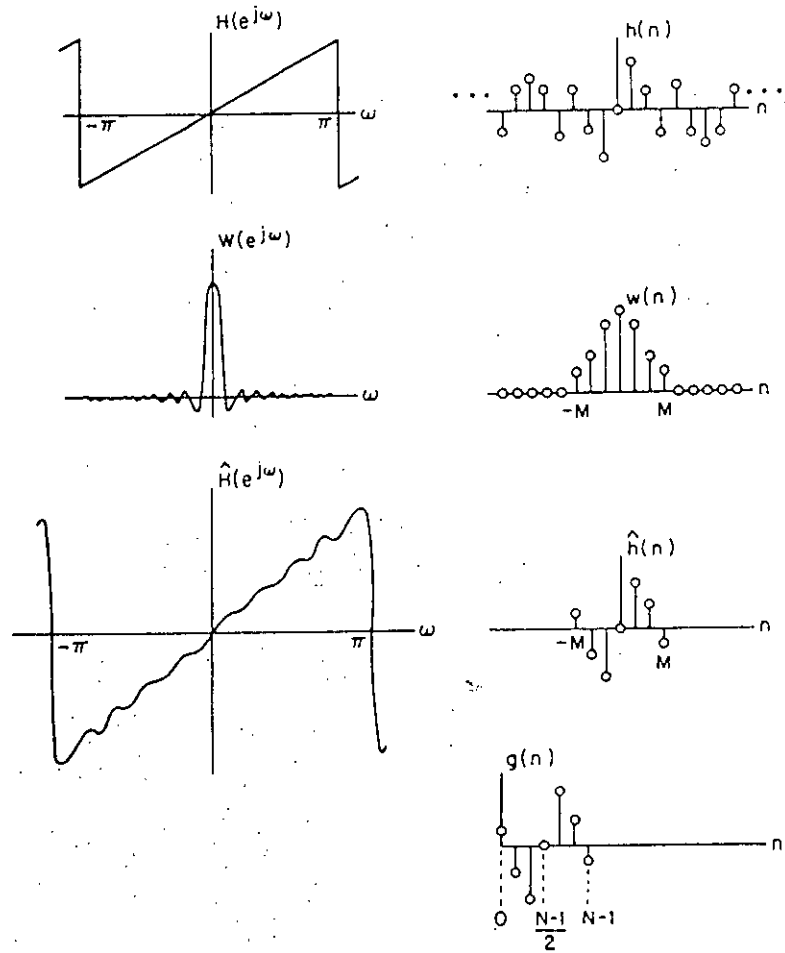 H(e^{jω})
-π
π
ω
h(n)
• • •
• • •
n
W(e^{jω})
ω
w(n)
-M
M
n
Ĥ(e^{jω})
-π
π
ω
ĥ(n)
-M
M
n
g(n)
n
0
N-1
2
N-1